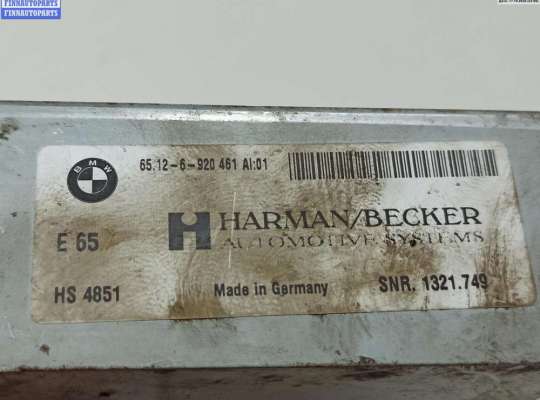 FINNAUTOPARTS
FINNAUTOPARTS
BMW
65.12-6-920 461 AI:01
E 65
HARMAN/BECKER
AUTOMOTIVE SYSTEMS
HS 4851
Made in Germany
SNR. 1321.749